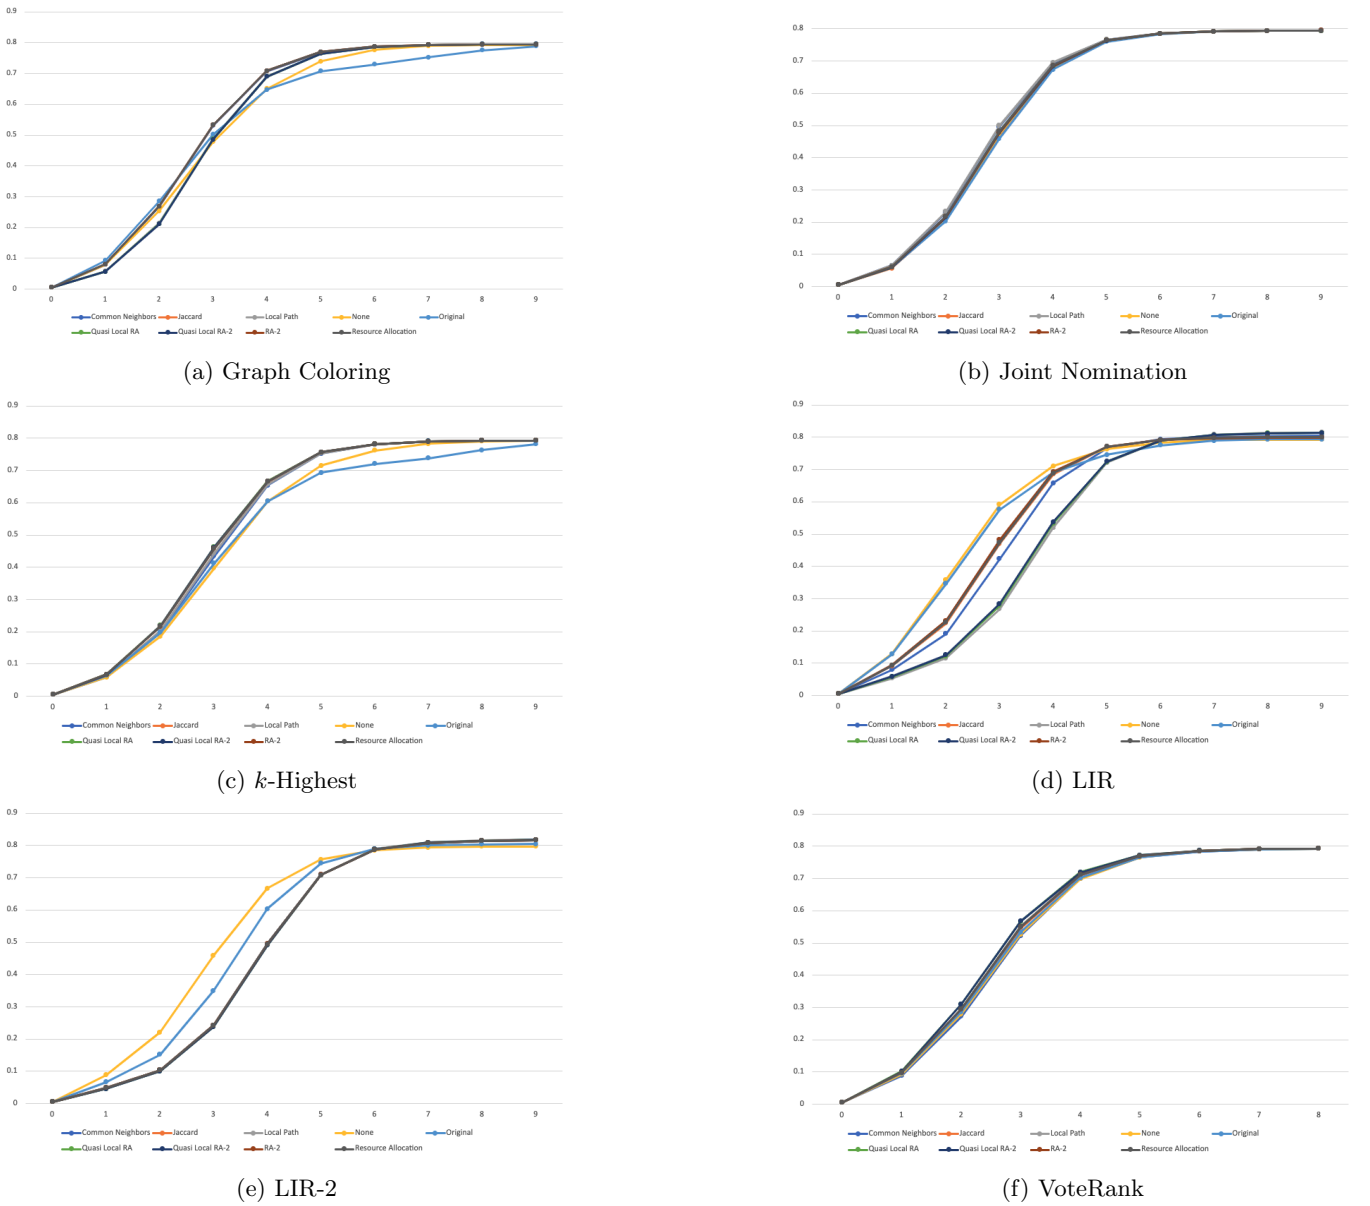 0.9
0.8
0.7
0.6
0.5
0.4
0.3
0.2
0.1
0
0 1 2 3 4 5 6 7 8 9
Common Neighbors Jaccard Local Path None Original
Quasi Local RA Quasi Local RA-2 RA-2 Resource Allocation
(a) Graph Coloring
0.8
0.7
0.6
0.5
0.4
0.3
0.2
0.1
0
0 1 2 3 4 5 6 7 8 9
Common Neighbors Jaccard Local Path None Original
Quasi Local RA Quasi Local RA-2 RA-2 Resource Allocation
(b) Joint Nomination
0.9
0.8
0.7
0.6
0.5
0.4
0.3
0.2
0.1
0
0 1 2 3 4 5 6 7 8 9
Common Neighbors Jaccard Local Path None Original
Quasi Local RA Quasi Local RA-2 RA-2 Resource Allocation
(c) k-Highest
0.9
0.8
0.7
0.6
0.5
0.4
0.3
0.2
0.1
0
0 1 2 3 4 5 6 7 8 9
Common Neighbors Jaccard Local Path None Original
Quasi Local RA Quasi Local RA-2 RA-2 Resource Allocation
(d) LIR
0.9
0.8
0.7
0.6
0.5
0.4
0.3
0.2
0.1
0
0 1 2 3 4 5 6 7 8 9
Common Neighbors Jaccard Local Path None Original
Quasi Local RA Quasi Local RA-2 RA-2 Resource Allocation
(e) LIR-2
0.9
0.8
0.7
0.6
0.5
0.4
0.3
0.2
0.1
0
0 1 2 3 4 5 6 7 8
Common Neighbors Jaccard Local Path None Original
Quasi Local RA Quasi Local RA-2 RA-2 Resource Allocation
(f) VoteRank